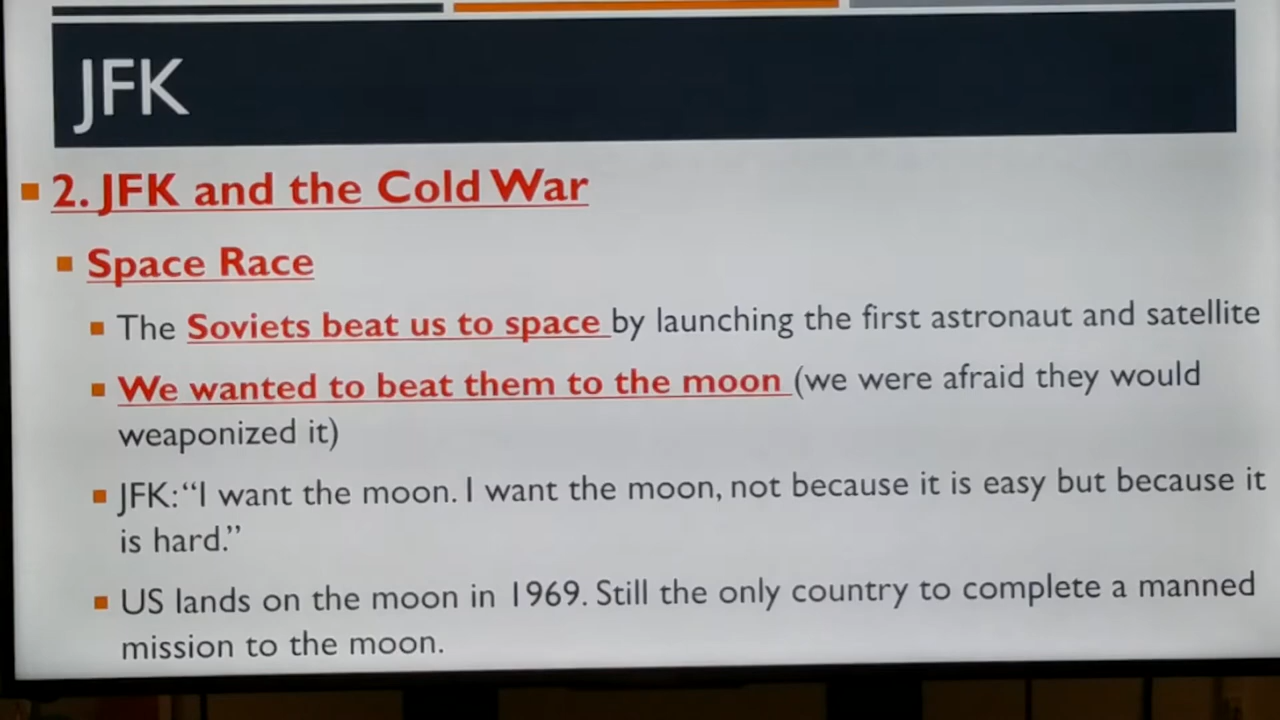 JFK
2. JFK and the Cold War
Space Race
The Soviets beat us to space by launching the first astronaut and satellite
We wanted to beat them to the moon (we were afraid they would
weaponized it)
JFK: “I want the moon. I want the moon, not because it is easy but because it
is hard.”
US lands on the moon in 1969. Still the only country to complete a manned
mission to the moon.